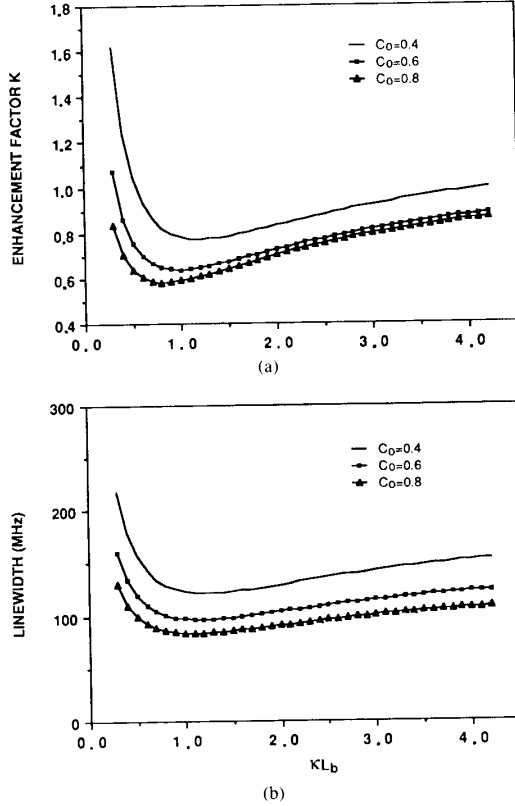 1.8
1.6
1.4
1.2
1.0
0.8
0.6
0.4
ENHANCEMENT FACTOR K
C₀=0.4
C₀=0.6
C₀=0.8
0.0 1.0 2.0 3.0 4.0
(a)
300
200
100
0
LINEWIDTH (MHz)
C₀=0.4
C₀=0.6
C₀=0.8
0.0 1.0 2.0 3.0 4.0
κL_b
(b)